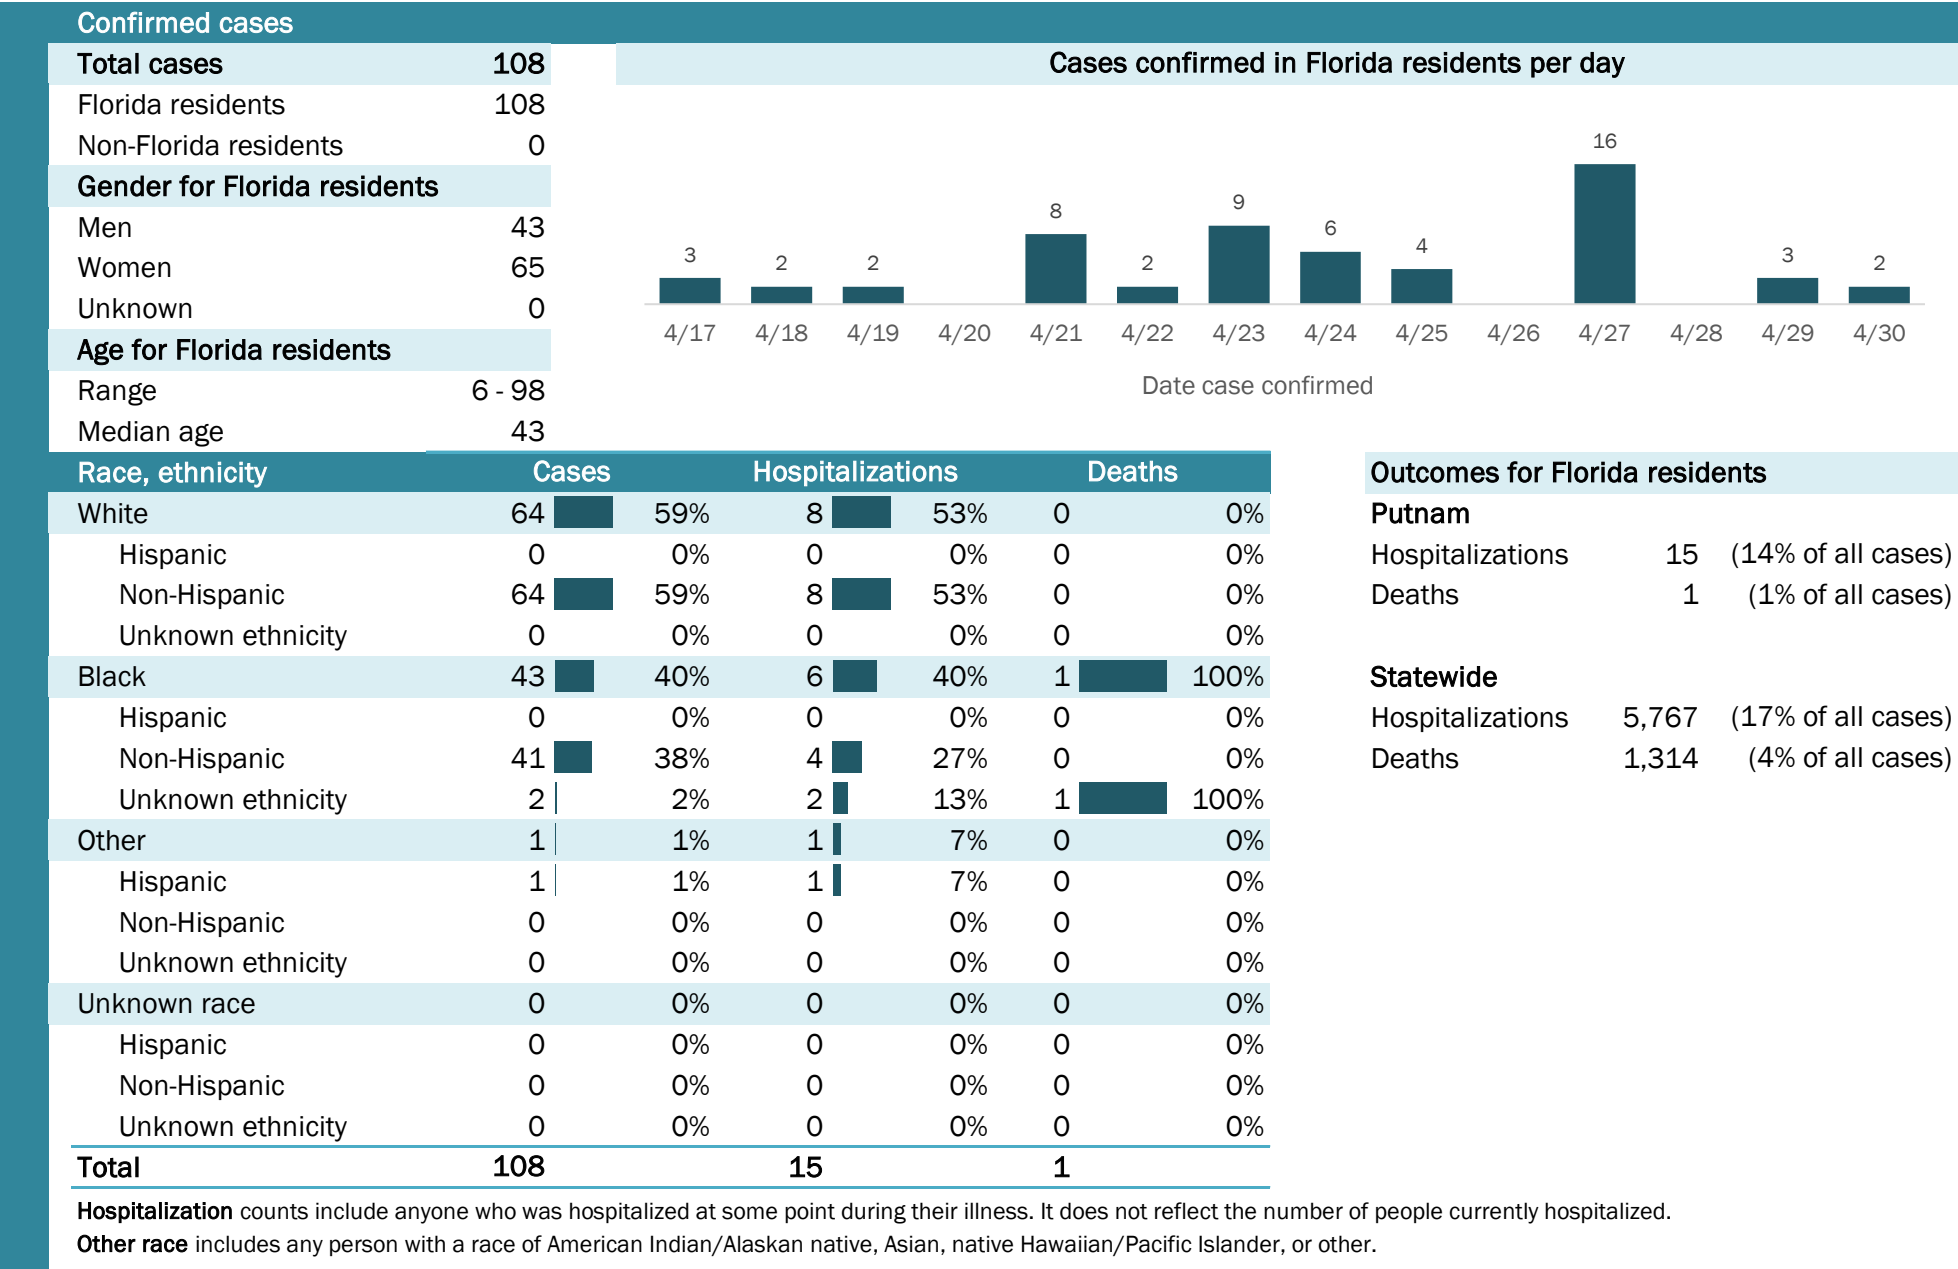 Confirmed cases
Total cases 108
Florida residents 108
Non-Florida residents 0
Gender for Florida residents
Men 43
Women 65
Unknown 0
Age for Florida residents
Range 6 - 98
Median age 43
Cases confirmed in Florida residents per day
3 2 2 8 2 9 6 4 16 3 2
4/17 4/18 4/19 4/20 4/21 4/22 4/23 4/24 4/25 4/26 4/27 4/28 4/29 4/30
Date case confirmed
Race, ethnicity Cases Hospitalizations Deaths
White 64 59% 8 53% 0 0%
Hispanic 0 0% 0 0% 0 0%
Non-Hispanic 64 59% 8 53% 0 0%
Unknown ethnicity 0 0% 0 0% 0 0%
Black 43 40% 6 40% 1 100%
Hispanic 0 0% 0 0% 0 0%
Non-Hispanic 41 38% 4 27% 0 0%
Unknown ethnicity 2 2% 2 13% 1 100%
Other 1 1% 1 7% 0 0%
Hispanic 1 1% 1 7% 0 0%
Non-Hispanic 0 0% 0 0% 0 0%
Unknown ethnicity 0 0% 0 0% 0 0%
Unknown race 0 0% 0 0% 0 0%
Hispanic 0 0% 0 0% 0 0%
Non-Hispanic 0 0% 0 0% 0 0%
Unknown ethnicity 0 0% 0 0% 0 0%
Total 108 15 1
Outcomes for Florida residents
Putnam
Hospitalizations 15 (14% of all cases)
Deaths 1 (1% of all cases)
Statewide
Hospitalizations 5,767 (17% of all cases)
Deaths 1,314 (4% of all cases)
Hospitalization counts include anyone who was hospitalized at some point during their illness. It does not reflect the number of people currently hospitalized.
Other race includes any person with a race of American Indian/Alaskan native, Asian, native Hawaiian/Pacific Islander, or other.